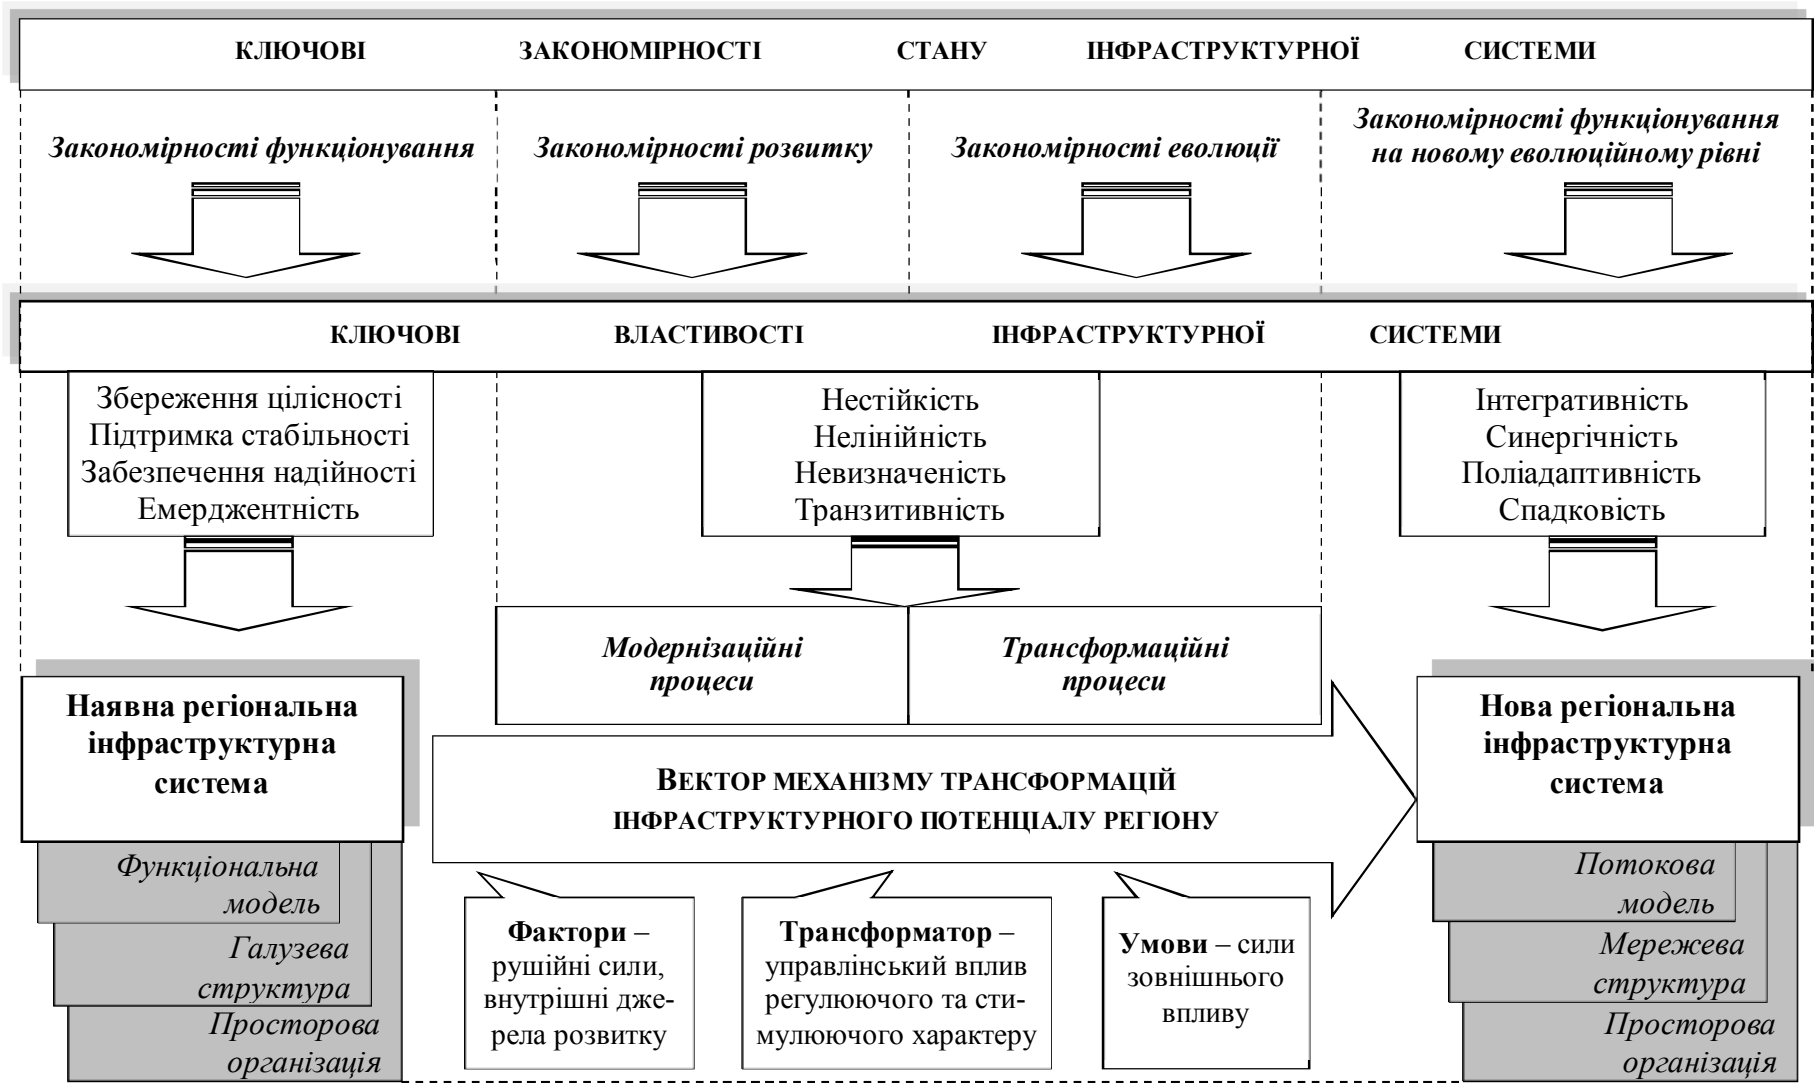 КЛЮЧОВІ ЗАКОНОМІРНОСТІ СТАНУ ІНФРАСТРУКТУРНОЇ СИСТЕМИ
Закономірності функціонування
Закономірності розвитку
Закономірності еволюції
Закономірності функціонування
на новому еволюційному рівні
КЛЮЧОВІ ВЛАСТИВОСТІ ІНФРАСТРУКТУРНОЇ СИСТЕМИ
Збереження цілісності
Підтримка стабільності
Забезпечення надійності
Емерджентність
Нестійкість
Нелінійність
Невизначеність
Транзитивність
Інтегративність
Синергічність
Поліадаптивність
Спадковість
Модернізаційні
процеси
Трансформаційні
процеси
Наявна регіональна
інфраструктурна
система
ВЕКТОР МЕХАНІЗМУ ТРАНСФОРМАЦІЙ
ІНФРАСТРУКТУРНОГО ПОТЕНЦІАЛУ РЕГІОНУ
Нова регіональна
інфраструктурна
система
Функціональна
модель
Галузева
структура
Просторова
організація
Фактори –
рушійні сили,
внутрішні дже-
рела розвитку
Трансформатор –
управлінський вплив
регулюючого та сти-
мулюючого характеру
Умови – сили
зовнішнього
впливу
Потокова
модель
Мережева
структура
Просторова
організація